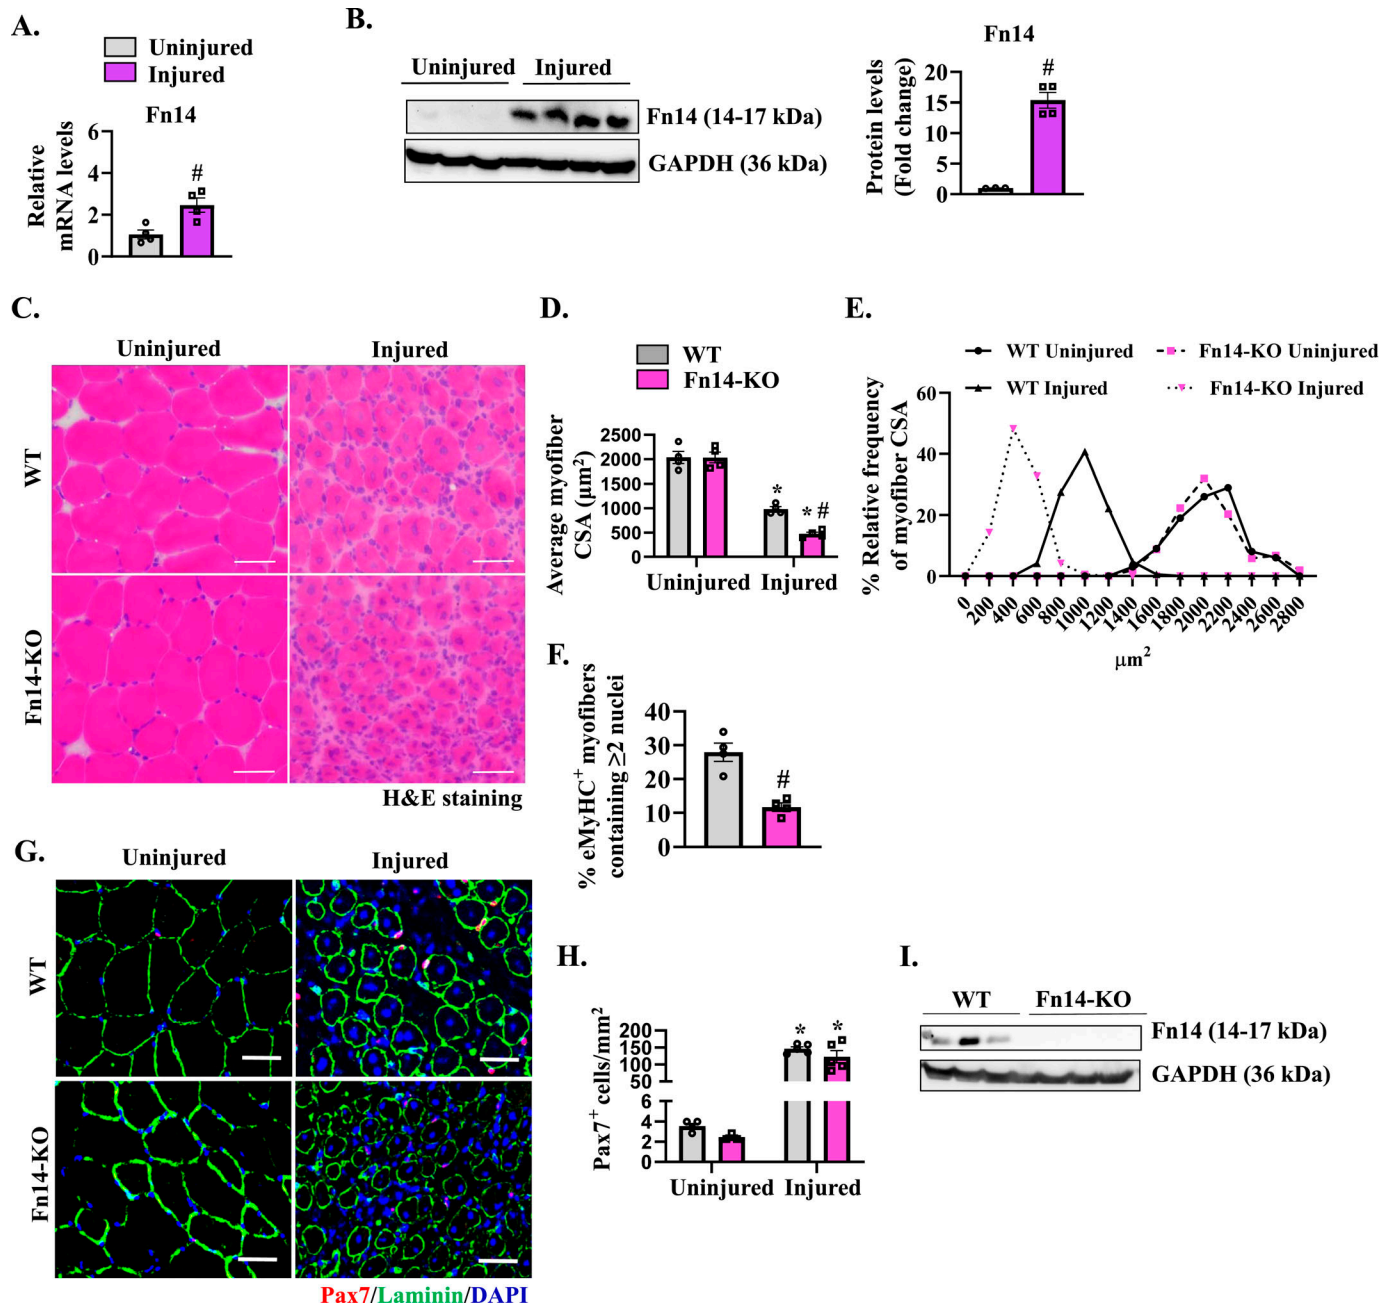 A.
Uninjured
Injured
Fn14
Relative
mRNA levels
6
4
2
0
#
B.
Uninjured Injured
Fn14 (14-17 kDa)
GAPDH (36 kDa)
Fn14
Protein levels
(Fold change)
20
15
10
5
0
#
C.
Uninjured Injured
WT
Fn14-KO
H&E staining
D.
WT
Fn14-KO
Average myofiber
CSA (µm²)
2500
2000
1500
1000
500
0
*
* #
Uninjured Injured
E.
WT Uninjured Fn14-KO Uninjured
WT Injured Fn14-KO Injured
% Relative frequency
of myofiber CSA
60
40
20
0
0 200 400 600 800 1000 1200 1400 1600 1800 2000 2200 2400 2600 2800
µm²
F.
% eMyHC⁺ myofibers
containing ≥2 nuclei
40
30
20
10
0
#
G.
Uninjured Injured
WT
Fn14-KO
Pax7/Laminin/DAPI
H.
Pax7⁺ cells/mm²
200
150
100
50
6
4
2
0
* *
Uninjured Injured
I.
WT Fn14-KO
Fn14 (14-17 kDa)
GAPDH (36 kDa)